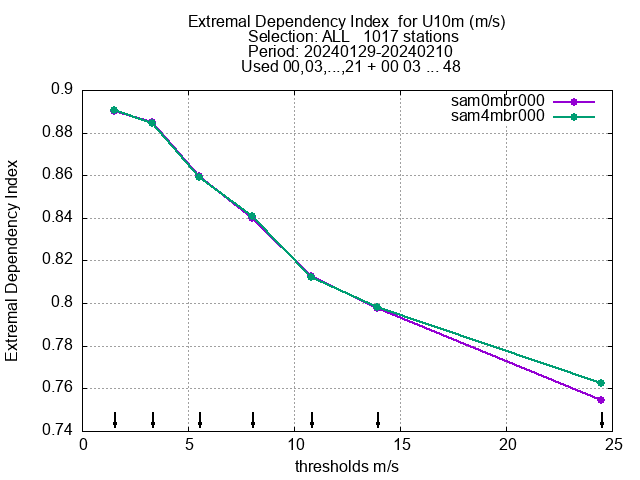 Extremal Dependency Index  for U10m (m/s)
Selection: ALL   1017 stations
Period: 20240129-20240210
Used 00,03,...,21 + 00 03 ... 48
sam0mbr000
sam4mbr000
Extremal Dependency Index
0.9
0.88
0.86
0.84
0.82
0.8
0.78
0.76
0.74
0 5 10 15 20 25
thresholds m/s